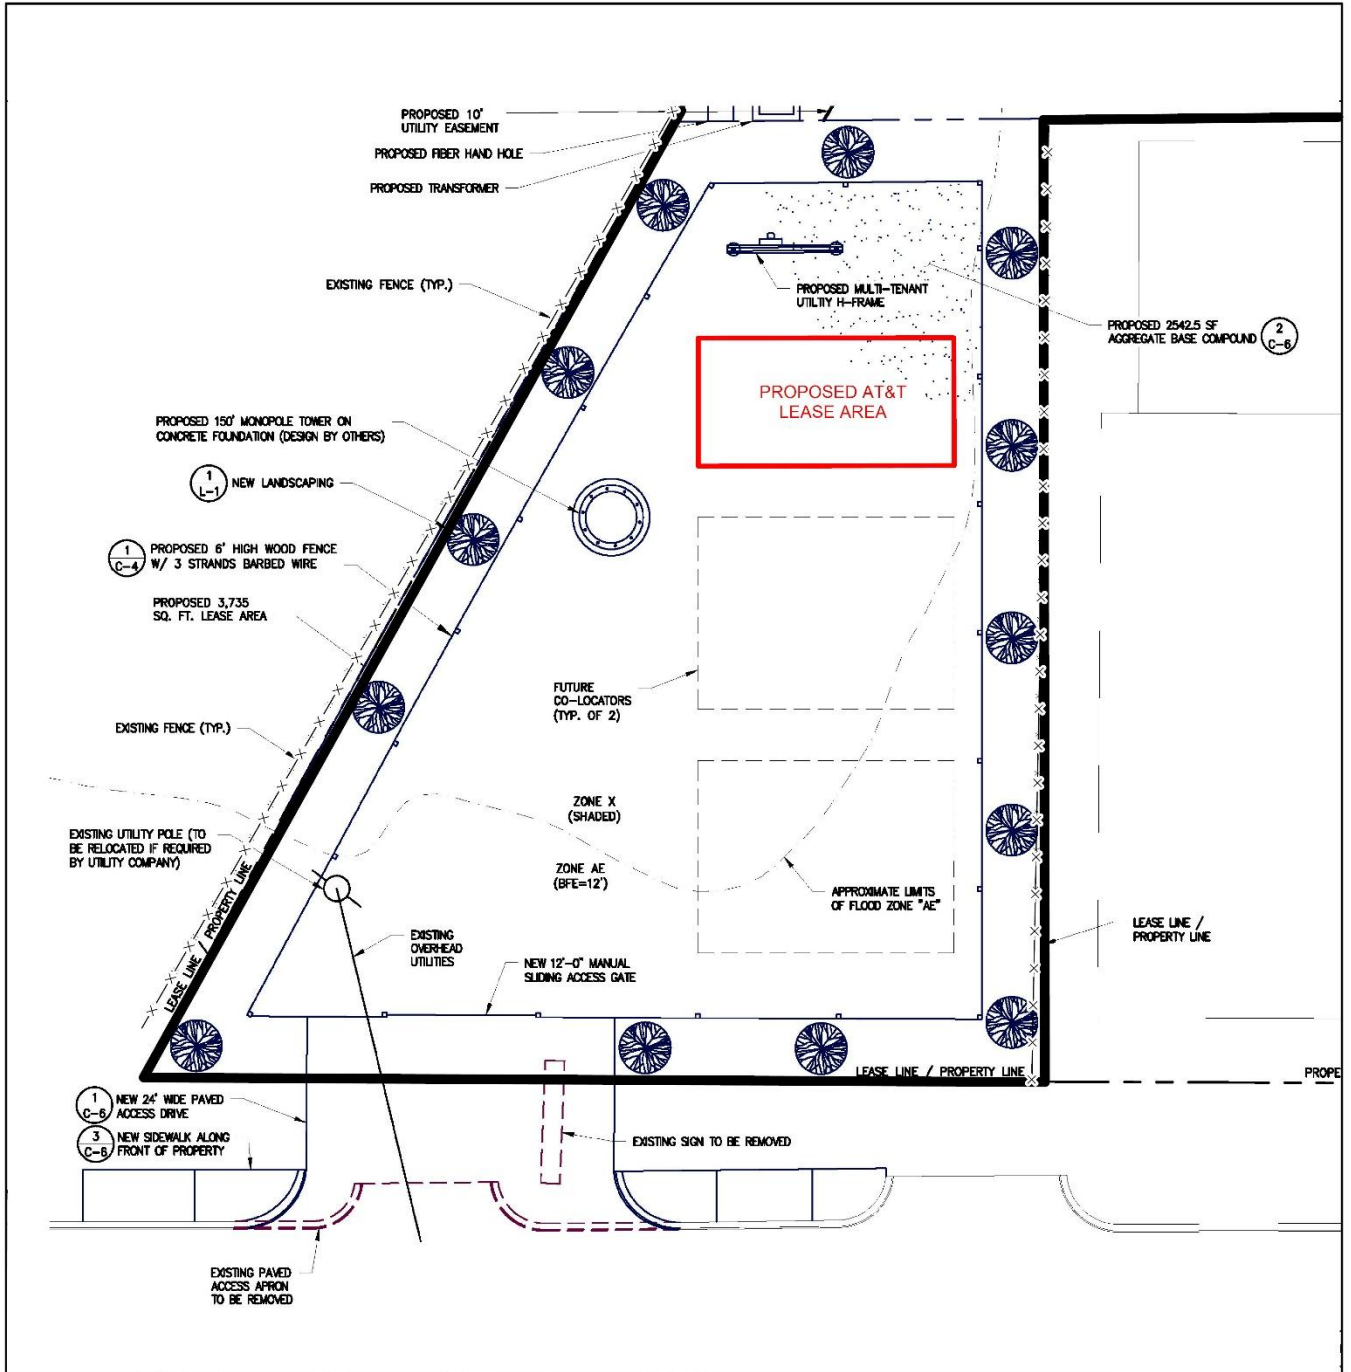 PROPOSED 10'
UTILITY EASEMENT
PROPOSED FIBER HAND HOLE
PROPOSED TRANSFORMER
EXISTING FENCE (TYP.)
PROPOSED MULTI-TENANT
UTILTIY H-FRAME
PROPOSED 2542.5 SF
AGGREGATE BASE COMPOUND
2
C-6
PROPOSED AT&T
LEASE AREA
PROPOSED 150' MONOPOLE TOWER ON
CONCRETE FOUNDATION (DESIGN BY OTHERS)
1
L-1
NEW LANDSCAPING
1
C-4
PROPOSED 6' HIGH WOOD FENCE
W/ 3 STRANDS BARBED WIRE
PROPOSED 3,735
SQ. FT. LEASE AREA
FUTURE
CO-LOCATORS
(TYP. OF 2)
EXISTING FENCE (TYP.)
ZONE X
(SHADED)
EXISTING UTILITY POLE (TO
BE RELOCATED IF REQUIRED
BY UTILITY COMPANY)
ZONE AE
(BFE=12')
APPROXIMATE LIMITS
OF FLOOD ZONE "AE"
LEASE LINE / PROPERTY LINE
LEASE LINE /
PROPERTY LINE
EXISTING
OVERHEAD
UTILITIES
NEW 12'-0" MANUAL
SLIDING ACCESS GATE
LEASE LINE / PROPERTY LINE
PROPE
1
C-6
NEW 24' WIDE PAVED
ACCESS DRIVE
3
C-6
NEW SIDEWALK ALONG
FRONT OF PROPERTY
EXISTING SIGN TO BE REMOVED
EXISTING PAVED
ACCESS APRON
TO BE REMOVED